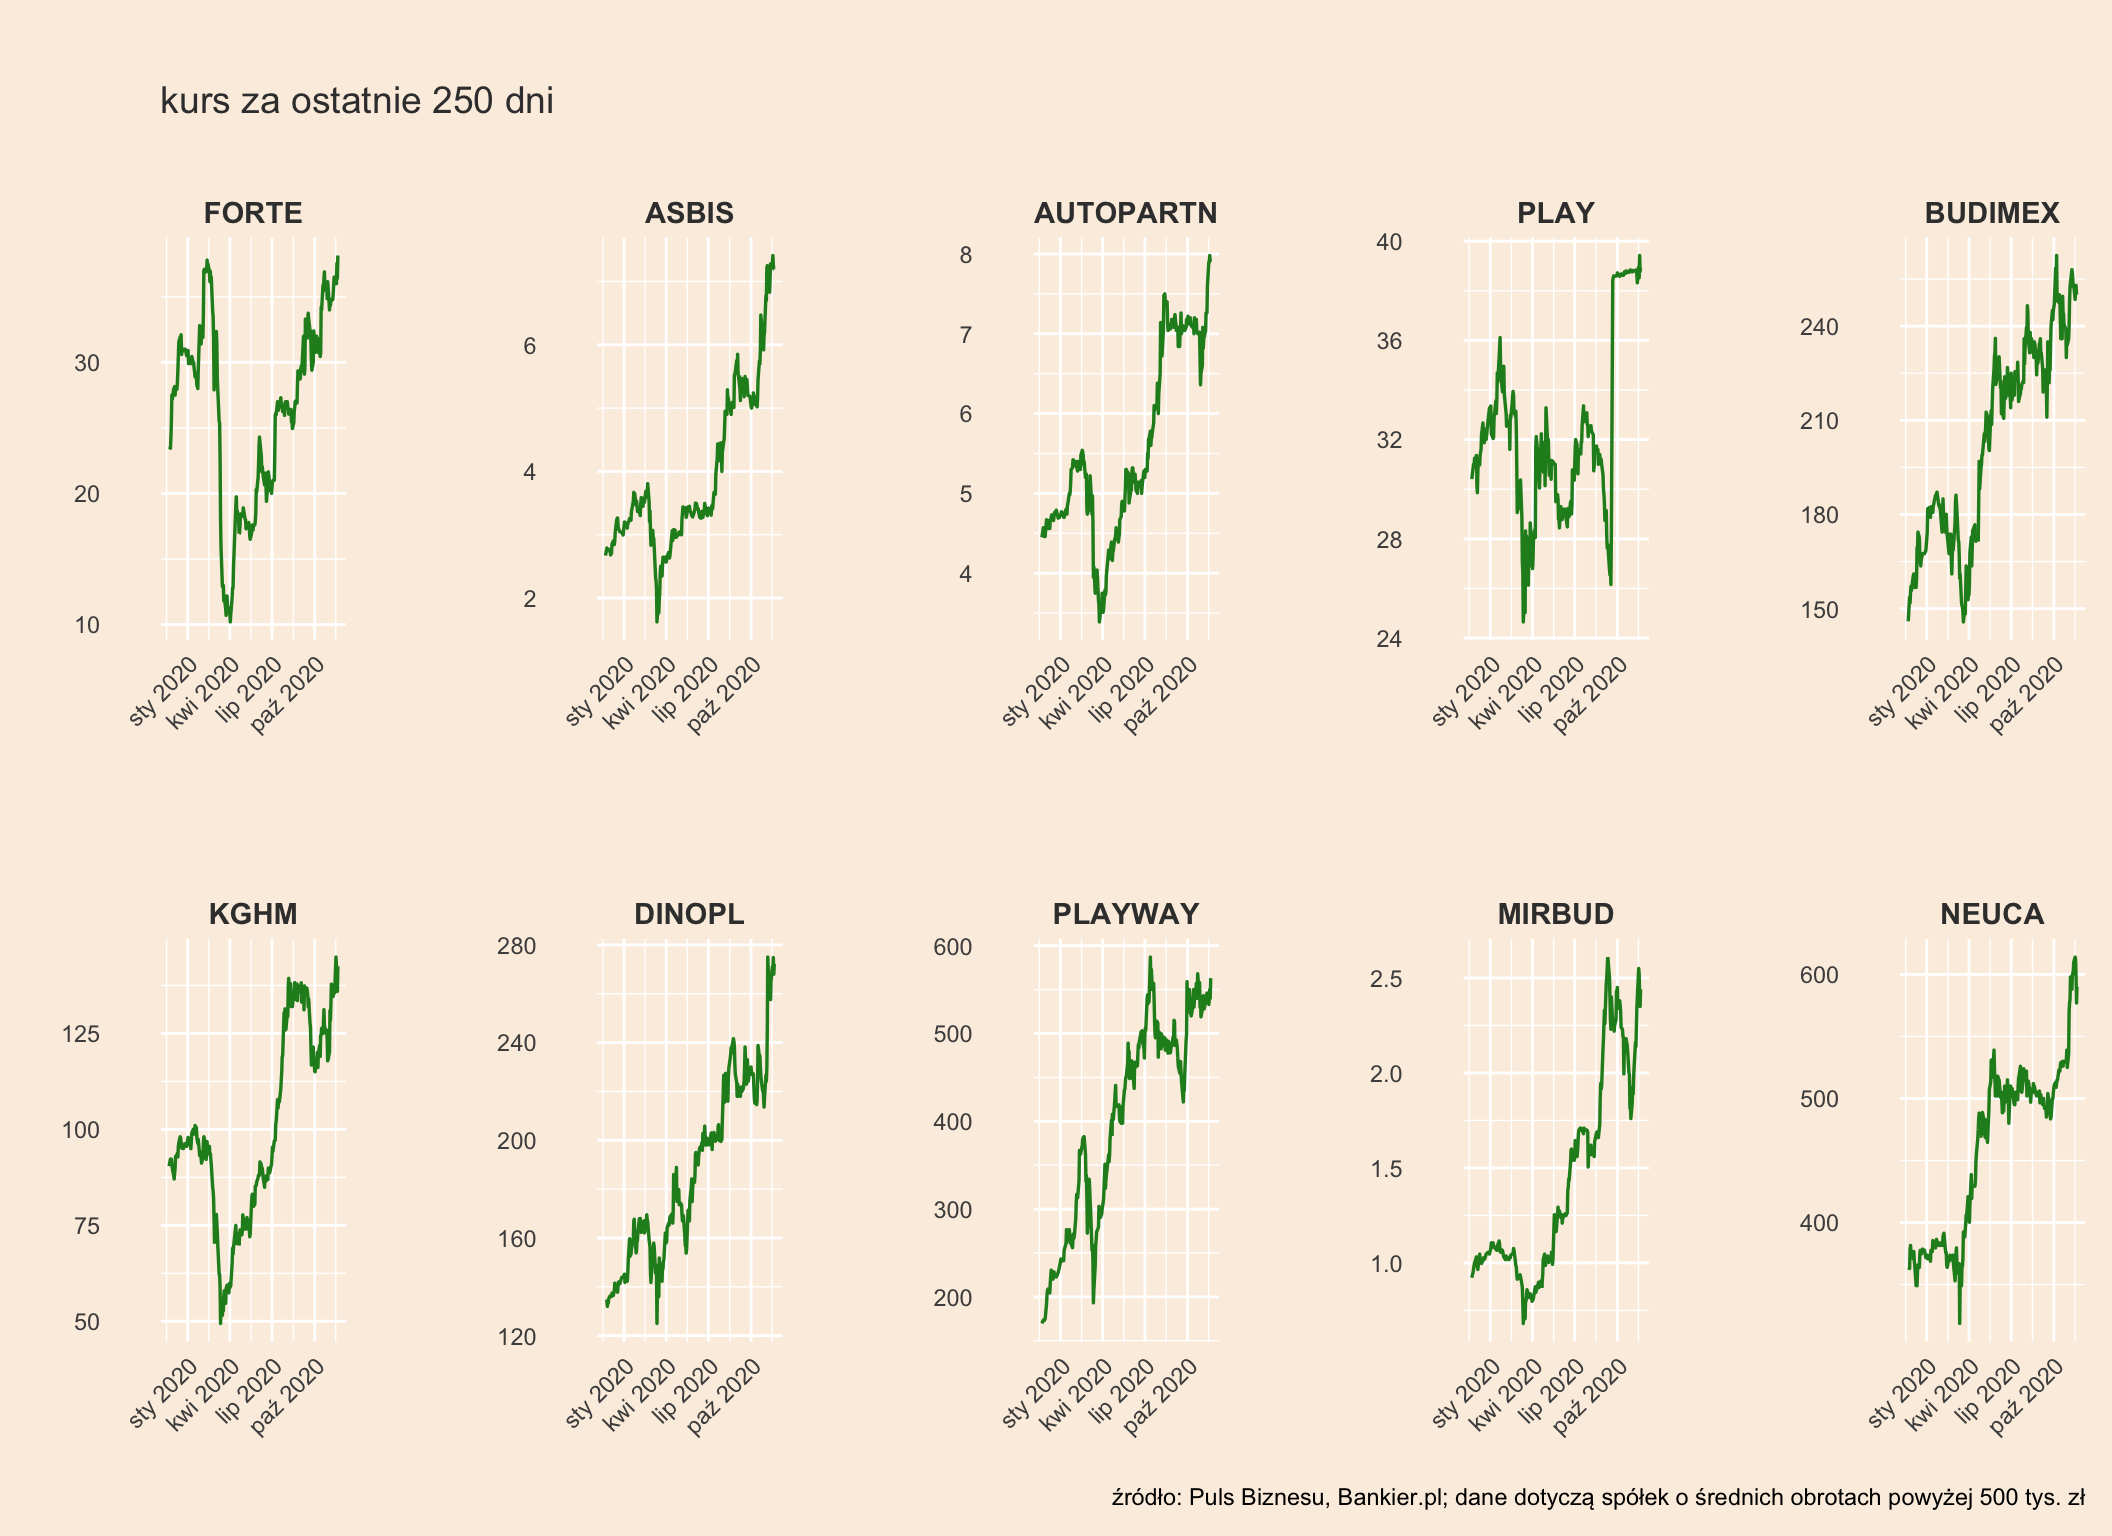 kurs za ostatnie 250 dni
FORTE
30
20
10
sty 2020
kwi 2020
lip 2020
paź 2020
ASBIS
6
4
2
sty 2020
kwi 2020
lip 2020
paź 2020
AUTOPARTN
8
7
6
5
4
sty 2020
kwi 2020
lip 2020
paź 2020
PLAY
40
36
32
28
24
sty 2020
kwi 2020
lip 2020
paź 2020
BUDIMEX
240
210
180
150
sty 2020
kwi 2020
lip 2020
paź 2020
KGHM
125
100
75
50
sty 2020
kwi 2020
lip 2020
paź 2020
DINOPL
280
240
200
160
120
sty 2020
kwi 2020
lip 2020
paź 2020
PLAYWAY
600
500
400
300
200
sty 2020
kwi 2020
lip 2020
paź 2020
MIRBUD
2.5
2.0
1.5
1.0
sty 2020
kwi 2020
lip 2020
paź 2020
NEUCA
600
500
400
sty 2020
kwi 2020
lip 2020
paź 2020
źródło: Puls Biznesu, Bankier.pl; dane dotyczą spółek o średnich obrotach powyżej 500 tys. zł